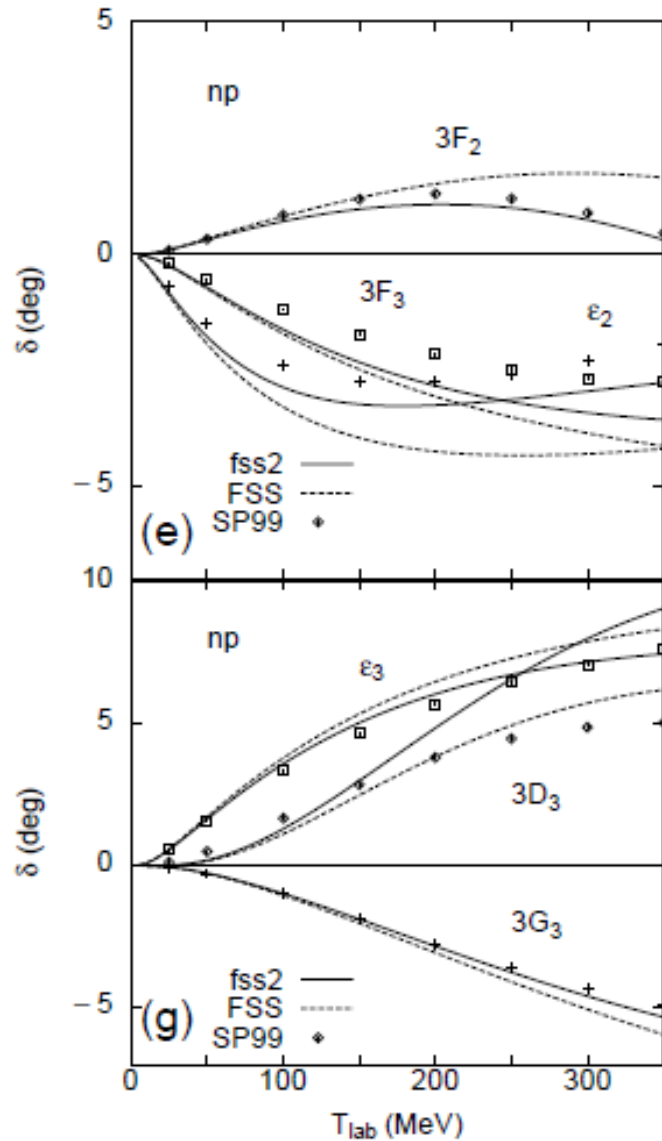 5
np
3F₂
0
3F₃
ε₂
δ (deg)
−5
fss2
FSS
SP99
(e)
10
np
ε₃
5
3D₃
δ (deg)
0
3G₃
−5
fss2
FSS
SP99
(g)
0 100 200 300
T_lab (MeV)